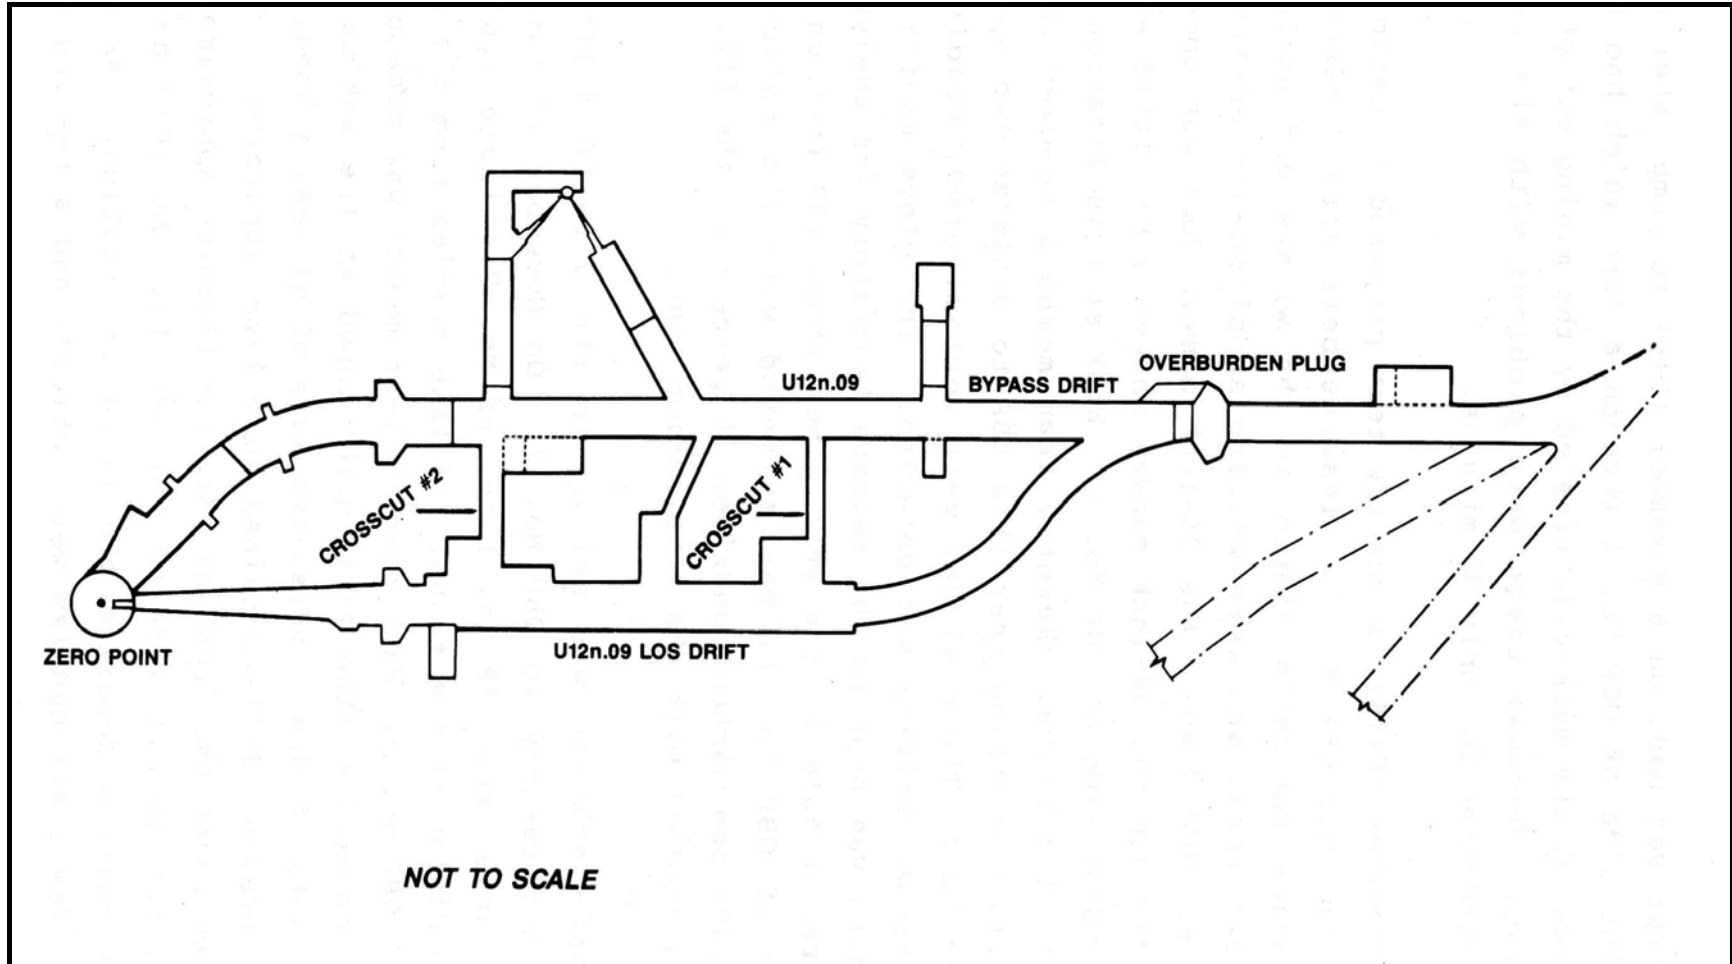 OVERBURDEN PLUG
U12n.09
BYPASS DRIFT
CROSSCUT #2
CROSSCUT #1
ZERO POINT
U12n.09 LOS DRIFT
NOT TO SCALE